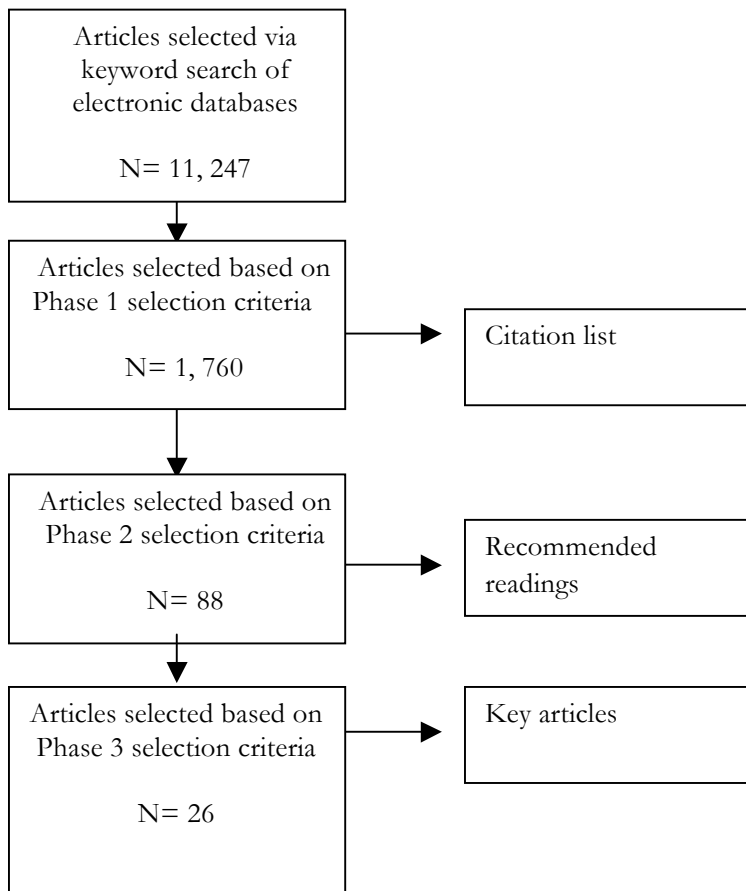 Articles selected via
keyword search of
electronic databases
N= 11, 247
Articles selected based on
Phase 1 selection criteria
N= 1, 760
Citation list
Articles selected based on
Phase 2 selection criteria
N= 88
Recommended
readings
Articles selected based on
Phase 3 selection criteria
N= 26
Key articles